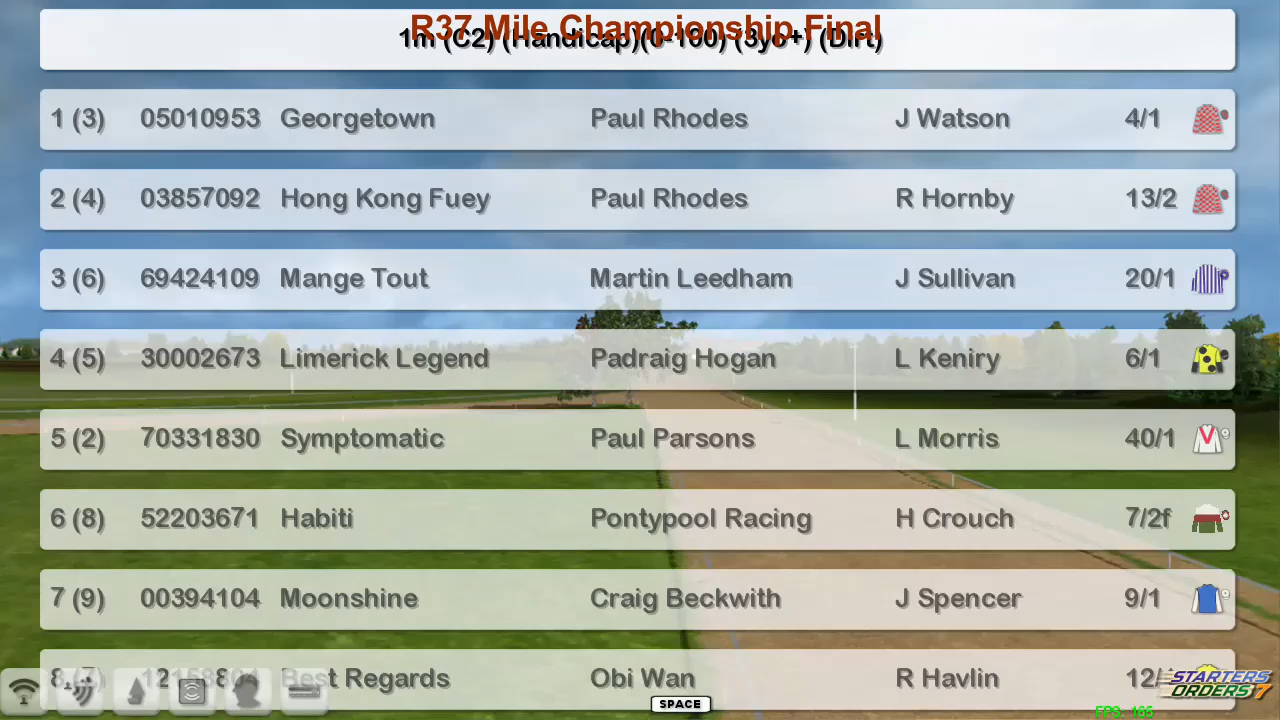 R37 Mile Championship Final
1m (C2) (Handicap)(0-100) (3yo+) (Dirt)
1 (3) 05010953 Georgetown Paul Rhodes J Watson 4/1
2 (4) 03857092 Hong Kong Fuey Paul Rhodes R Hornby 13/2
3 (6) 69424109 Mange Tout Martin Leedham J Sullivan 20/1
4 (5) 30002673 Limerick Legend Padraig Hogan L Keniry 6/1
5 (2) 70331830 Symptomatic Paul Parsons L Morris 40/1
6 (8) 52203671 Habiti Pontypool Racing H Crouch 7/2f
7 (9) 00394104 Moonshine Craig Beckwith J Spencer 9/1
8 (7) Best Regards Obi Wan R Havlin
STARTERS
ORDERS 7
SPACE
FPS: 165